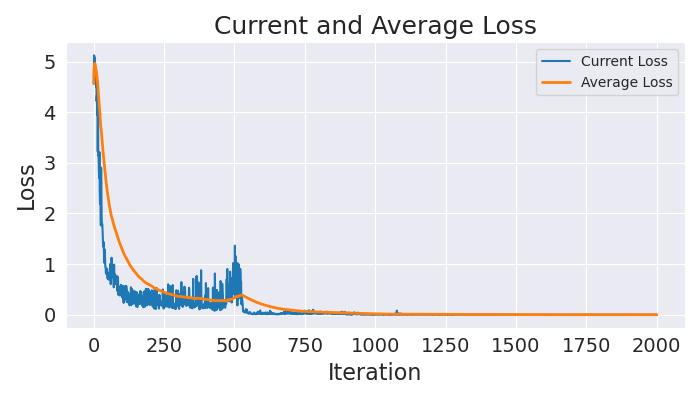 Current and Average Loss
Current Loss
Average Loss
Loss
5
4
3
2
1
0
0 250 500 750 1000 1250 1500 1750 2000
Iteration